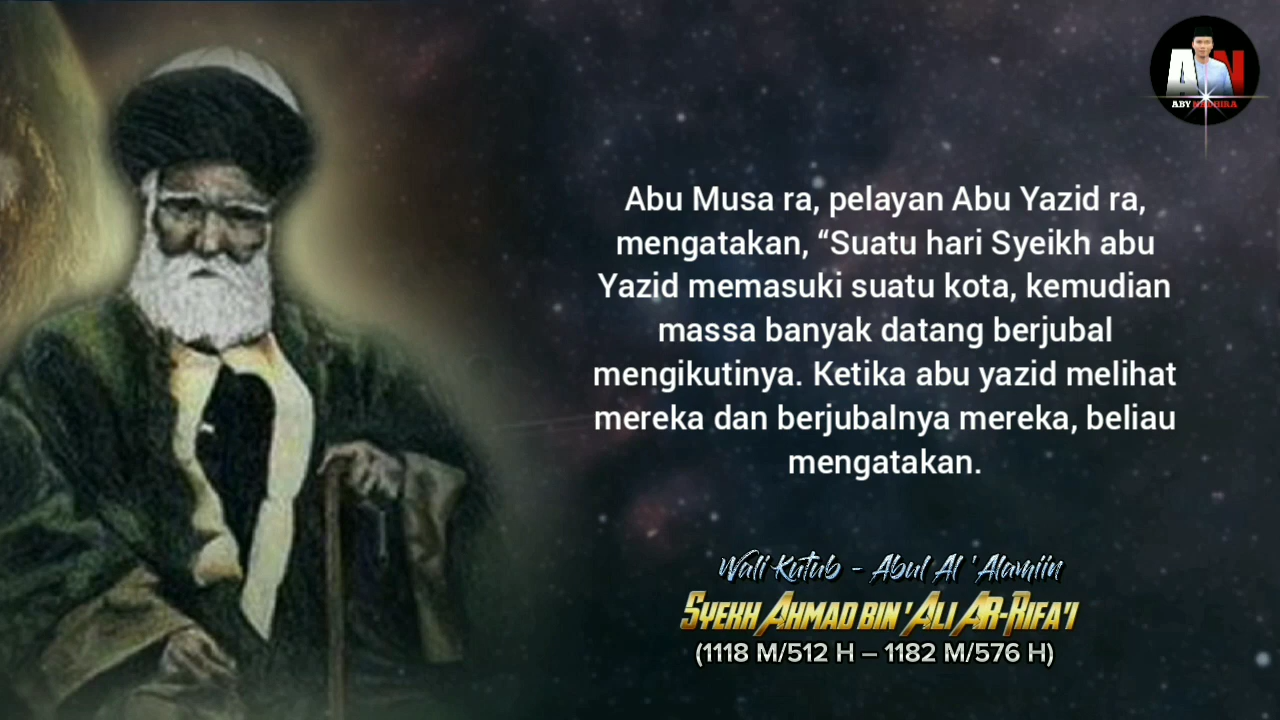 AN
ABY NADHIRA
Abu Musa ra, pelayan Abu Yazid ra,
mengatakan, “Suatu hari Syeikh abu
Yazid memasuki suatu kota, kemudian
massa banyak datang berjubal
mengikutinya. Ketika abu yazid melihat
mereka dan berjubalnya mereka, beliau
mengatakan.
Wali Kutub - Abul Al 'Alamiin
SYEKH AHMAD BIN 'ALI AR-RIFA'I
(1118 M/512 H – 1182 M/576 H)